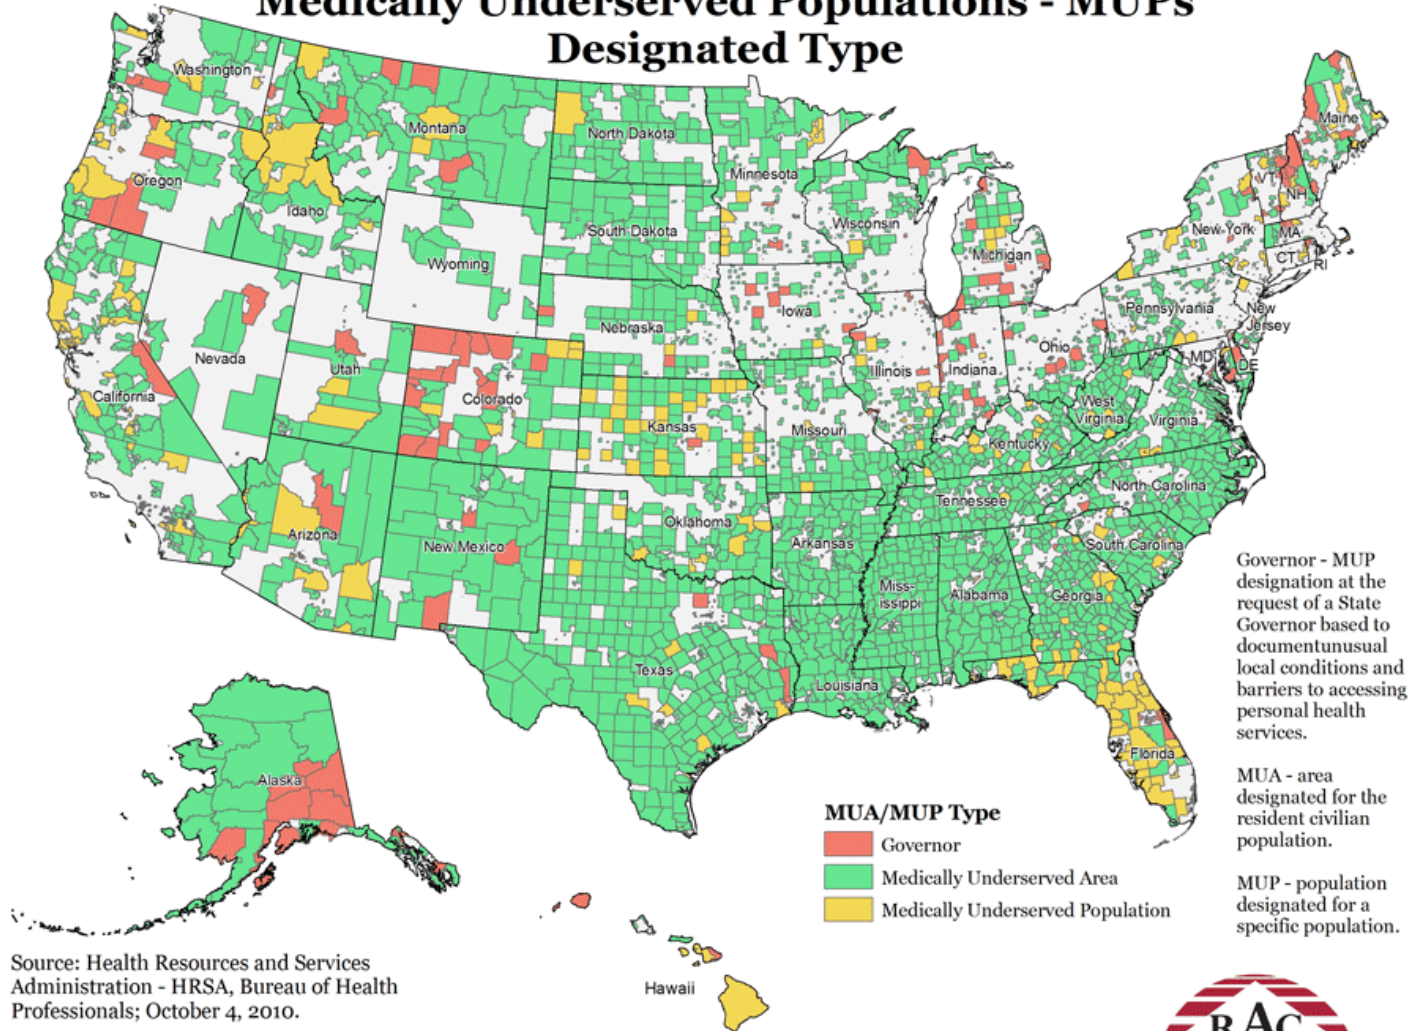 Medically Underserved Populations - MUPs
Designated Type
Washington
Montana
North Dakota
Minnesota
Maine
Oregon
Idaho
South Dakota
Wisconsin
VT
NH
New York
MA
CT
RI
Michigan
Wyoming
Iowa
Pennsylvania
New
Jersey
Nebraska
Nevada
Utah
Ohio
MD
DE
Illinois
Indiana
California
Colorado
West
Virginia
Virginia
Kansas
Missouri
Kentucky
North Carolina
Tennessee
Oklahoma
Arizona
New Mexico
Arkansas
South Carolina
Miss-
issippi
Alabama
Georgia
Texas
Louisiana
Florida
Alaska
Hawaii
Governor - MUP
designation at the
request of a State
Governor based to
documentunusual
local conditions and
barriers to accessing
personal health
services.
MUA - area
designated for the
resident civilian
population.
MUP - population
designated for a
specific population.
MUA/MUP Type
Governor
Medically Underserved Area
Medically Underserved Population
Source: Health Resources and Services
Administration - HRSA, Bureau of Health
Professionals; October 4, 2010.
RAC